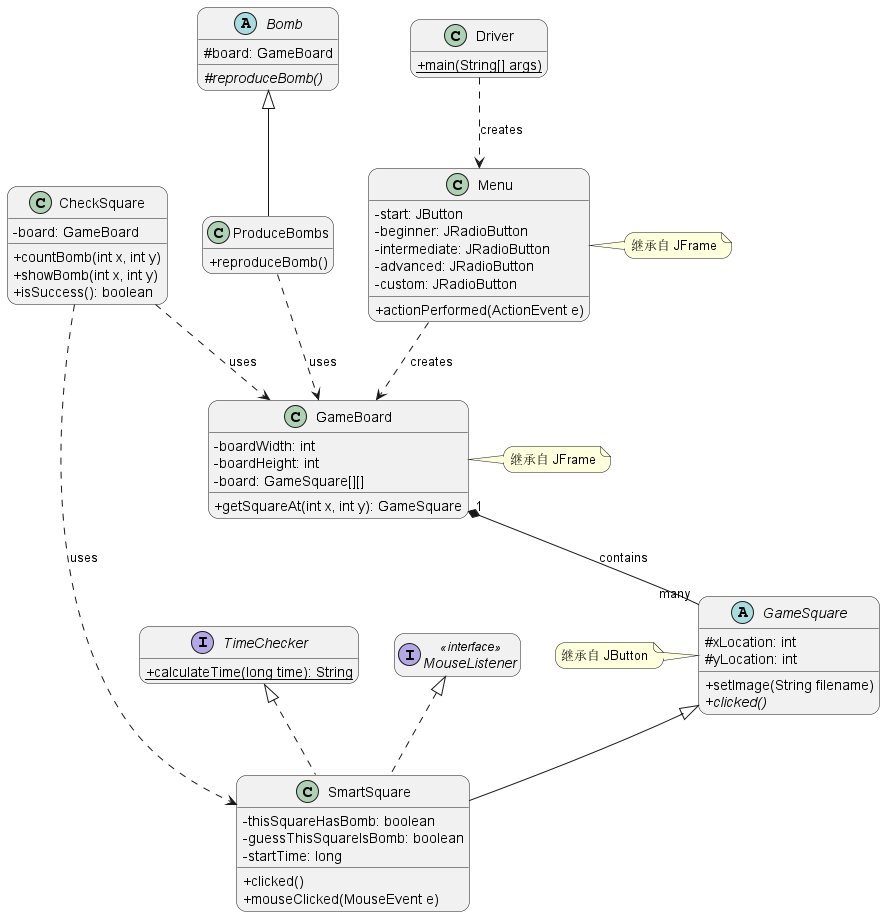 A Bomb
#board: GameBoard
#reproduceBomb()
C Driver
+main(String[] args)
creates
C CheckSquare
-board: GameBoard
+countBomb(int x, int y)
+showBomb(int x, int y)
+isSuccess(): boolean
C ProduceBombs
+reproduceBomb()
C Menu
-start: JButton
-beginner: JRadioButton
-intermediate: JRadioButton
-advanced: JRadioButton
-custom: JRadioButton
+actionPerformed(ActionEvent e)
继承自 JFrame
uses
uses
creates
C GameBoard
-boardWidth: int
-boardHeight: int
-board: GameSquare[][]
+getSquareAt(int x, int y): GameSquare
继承自 JFrame
1
uses
contains
many
I TimeChecker
+calculateTime(long time): String
I «interface»
MouseListener
继承自 JButton
A GameSquare
#xLocation: int
#yLocation: int
+setImage(String filename)
+clicked()
C SmartSquare
-thisSquareHasBomb: boolean
-guessThisSquareIsBomb: boolean
-startTime: long
+clicked()
+mouseClicked(MouseEvent e)